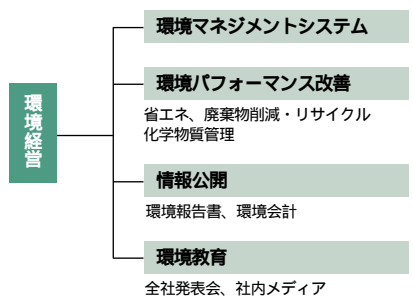 環境経営
環境マネジメントシステム
環境パフォーマンス改善
省エネ、廃棄物削減・リサイクル
化学物質管理
情報公開
環境報告書、環境会計
環境教育
全社発表会、社内メディア